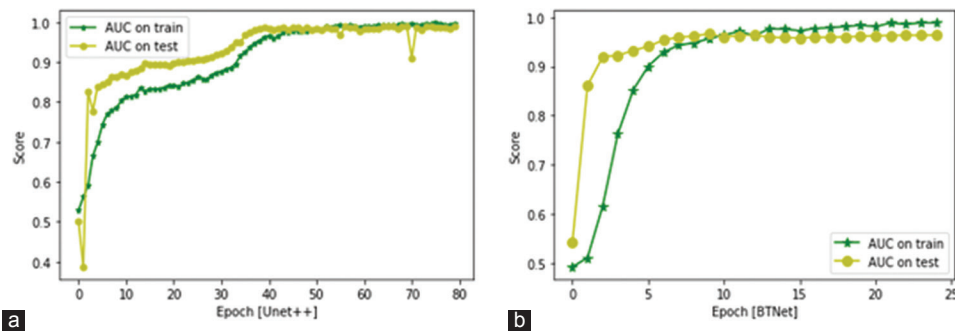 AUC on train
AUC on test
1.0
0.9
0.8
0.7
0.6
0.5
0.4
Score
0 10 20 30 40 50 60 70 80
Epoch [Unet++]
a
1.0
0.9
0.8
0.7
0.6
0.5
Score
AUC on train
AUC on test
0 5 10 15 20 25
Epoch [BTNet]
b